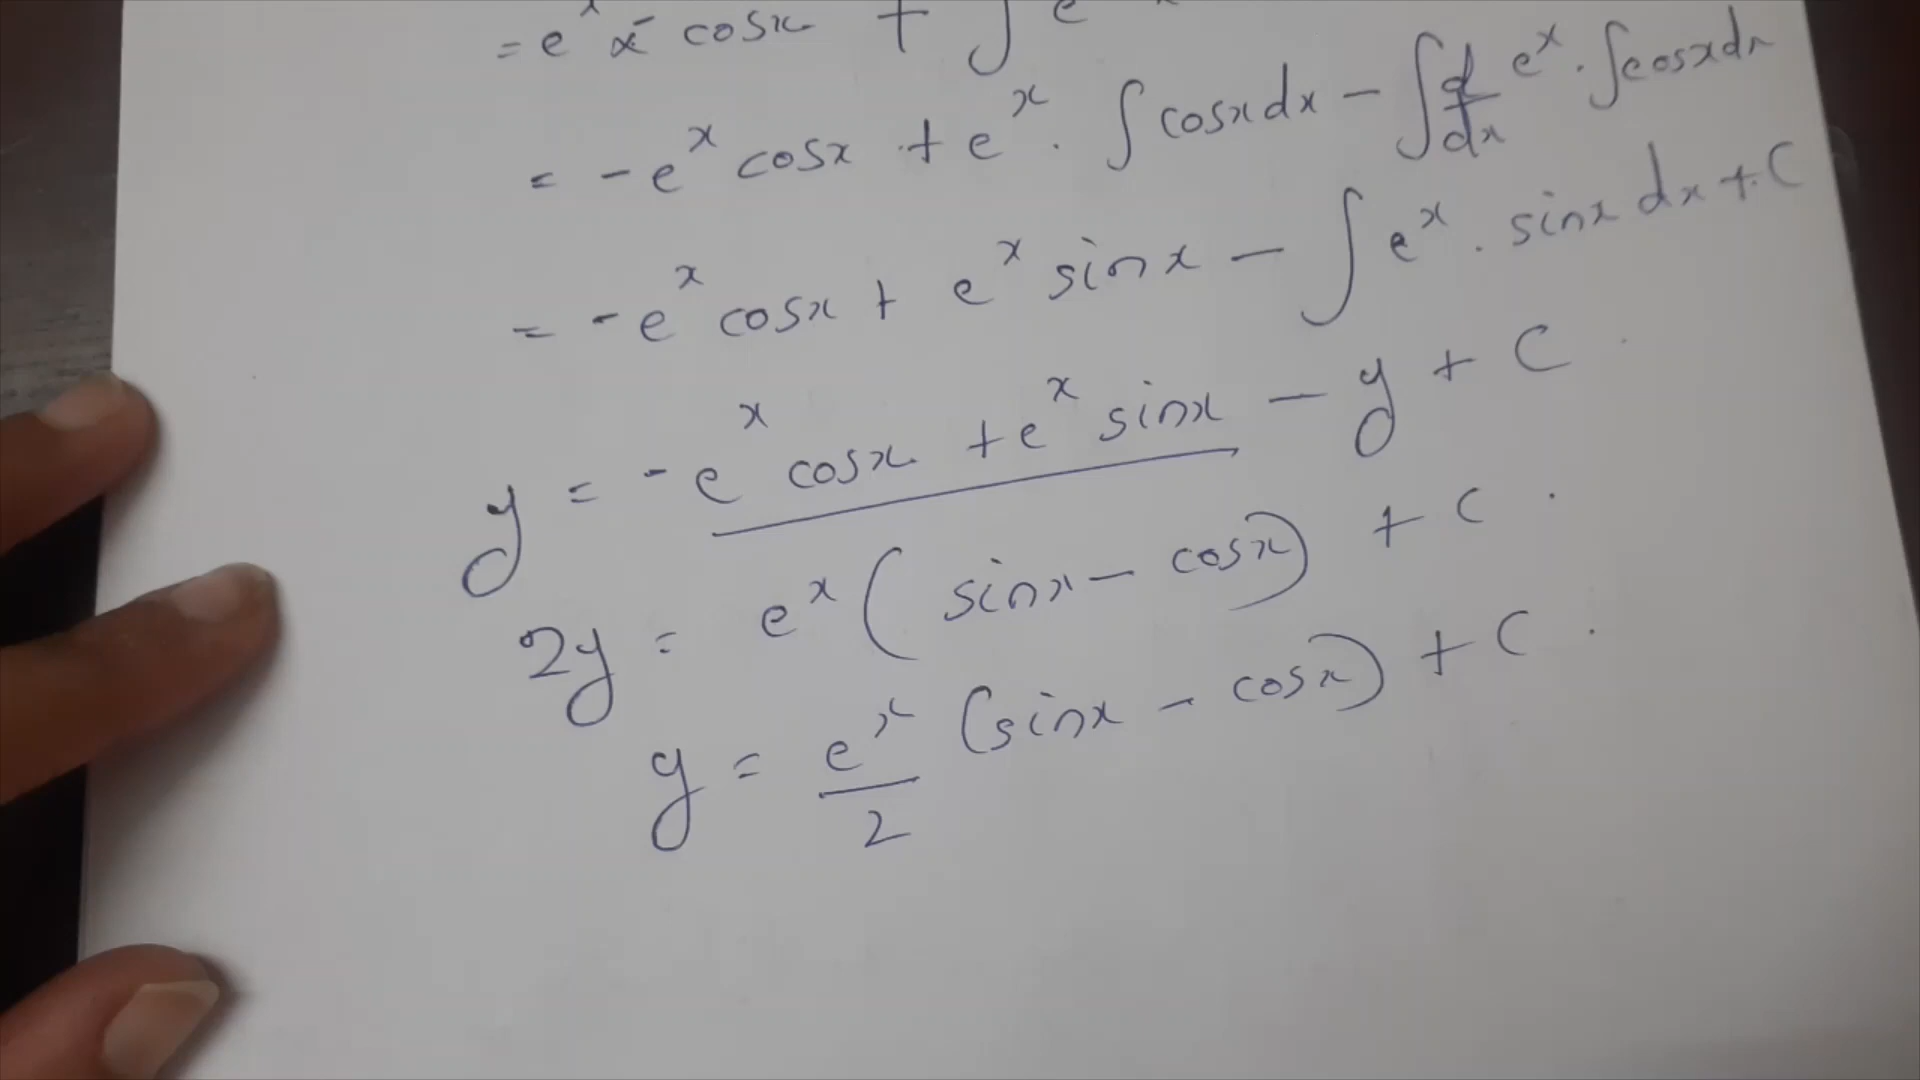 = e^x x - cosx + ∫ e
= -e^x cosx + e^x . ∫ cosx dx - ∫ d/dx e^x . ∫ cosx dx
= -e^x cosx + e^x sinx - ∫ e^x . sinx dx + C
y = -e^x cosx + e^x sinx - y + C
2y = e^x ( sinx - cosx ) + C .
y = e^x/2 (sinx - cosx) + C .